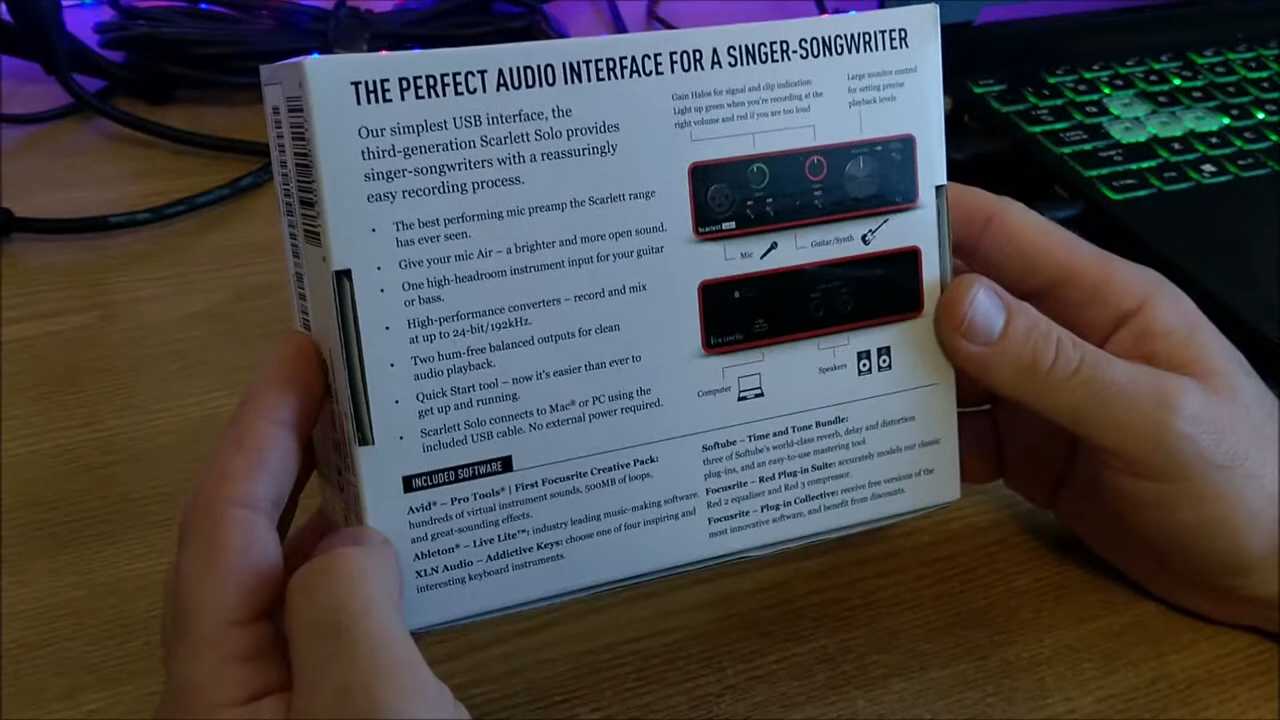 THE PERFECT AUDIO INTERFACE FOR A SINGER-SONGWRITER
Our simplest USB interface, the
third-generation Scarlett Solo provides
singer-songwriters with a reassuringly
easy recording process.
• The best performing mic preamp the Scarlett range
has ever seen.
• Give your mic Air – a brighter and more open sound.
• One high-headroom instrument input for your guitar
or bass.
• High-performance converters – record and mix
at up to 24-bit/192kHz.
• Two hum-free balanced outputs for clean
audio playback.
• Quick Start tool – now it's easier than ever to
get up and running.
• Scarlett Solo connects to Mac® or PC using the
included USB cable. No external power required.
Gain Halos for signal and clip indication:
Light up green when you're recording at the
right volume and red if you are too loud
Large monitor control
for setting precise
playback levels
Scarlett
Mic
Guitar/Synth
Computer
Speakers
INCLUDED SOFTWARE
Avid® – Pro Tools® | First Focusrite Creative Pack:
hundreds of virtual instrument sounds, 500MB of loops,
and great-sounding effects.
Ableton® – Live Lite™: industry leading music-making software.
XLN Audio – Addictive Keys: choose one of four inspiring and
interesting keyboard instruments.
Softube – Time and Tone Bundle:
three of Softube's world-class reverb, delay and distortion
plug-ins, and an easy-to-use mastering tool
Focusrite – Red Plug-in Suite: accurately models our classic
Red 2 equaliser and Red 3 compressor.
Focusrite – Plug-in Collective: receive free versions of the
most innovative software, and benefit from discounts.